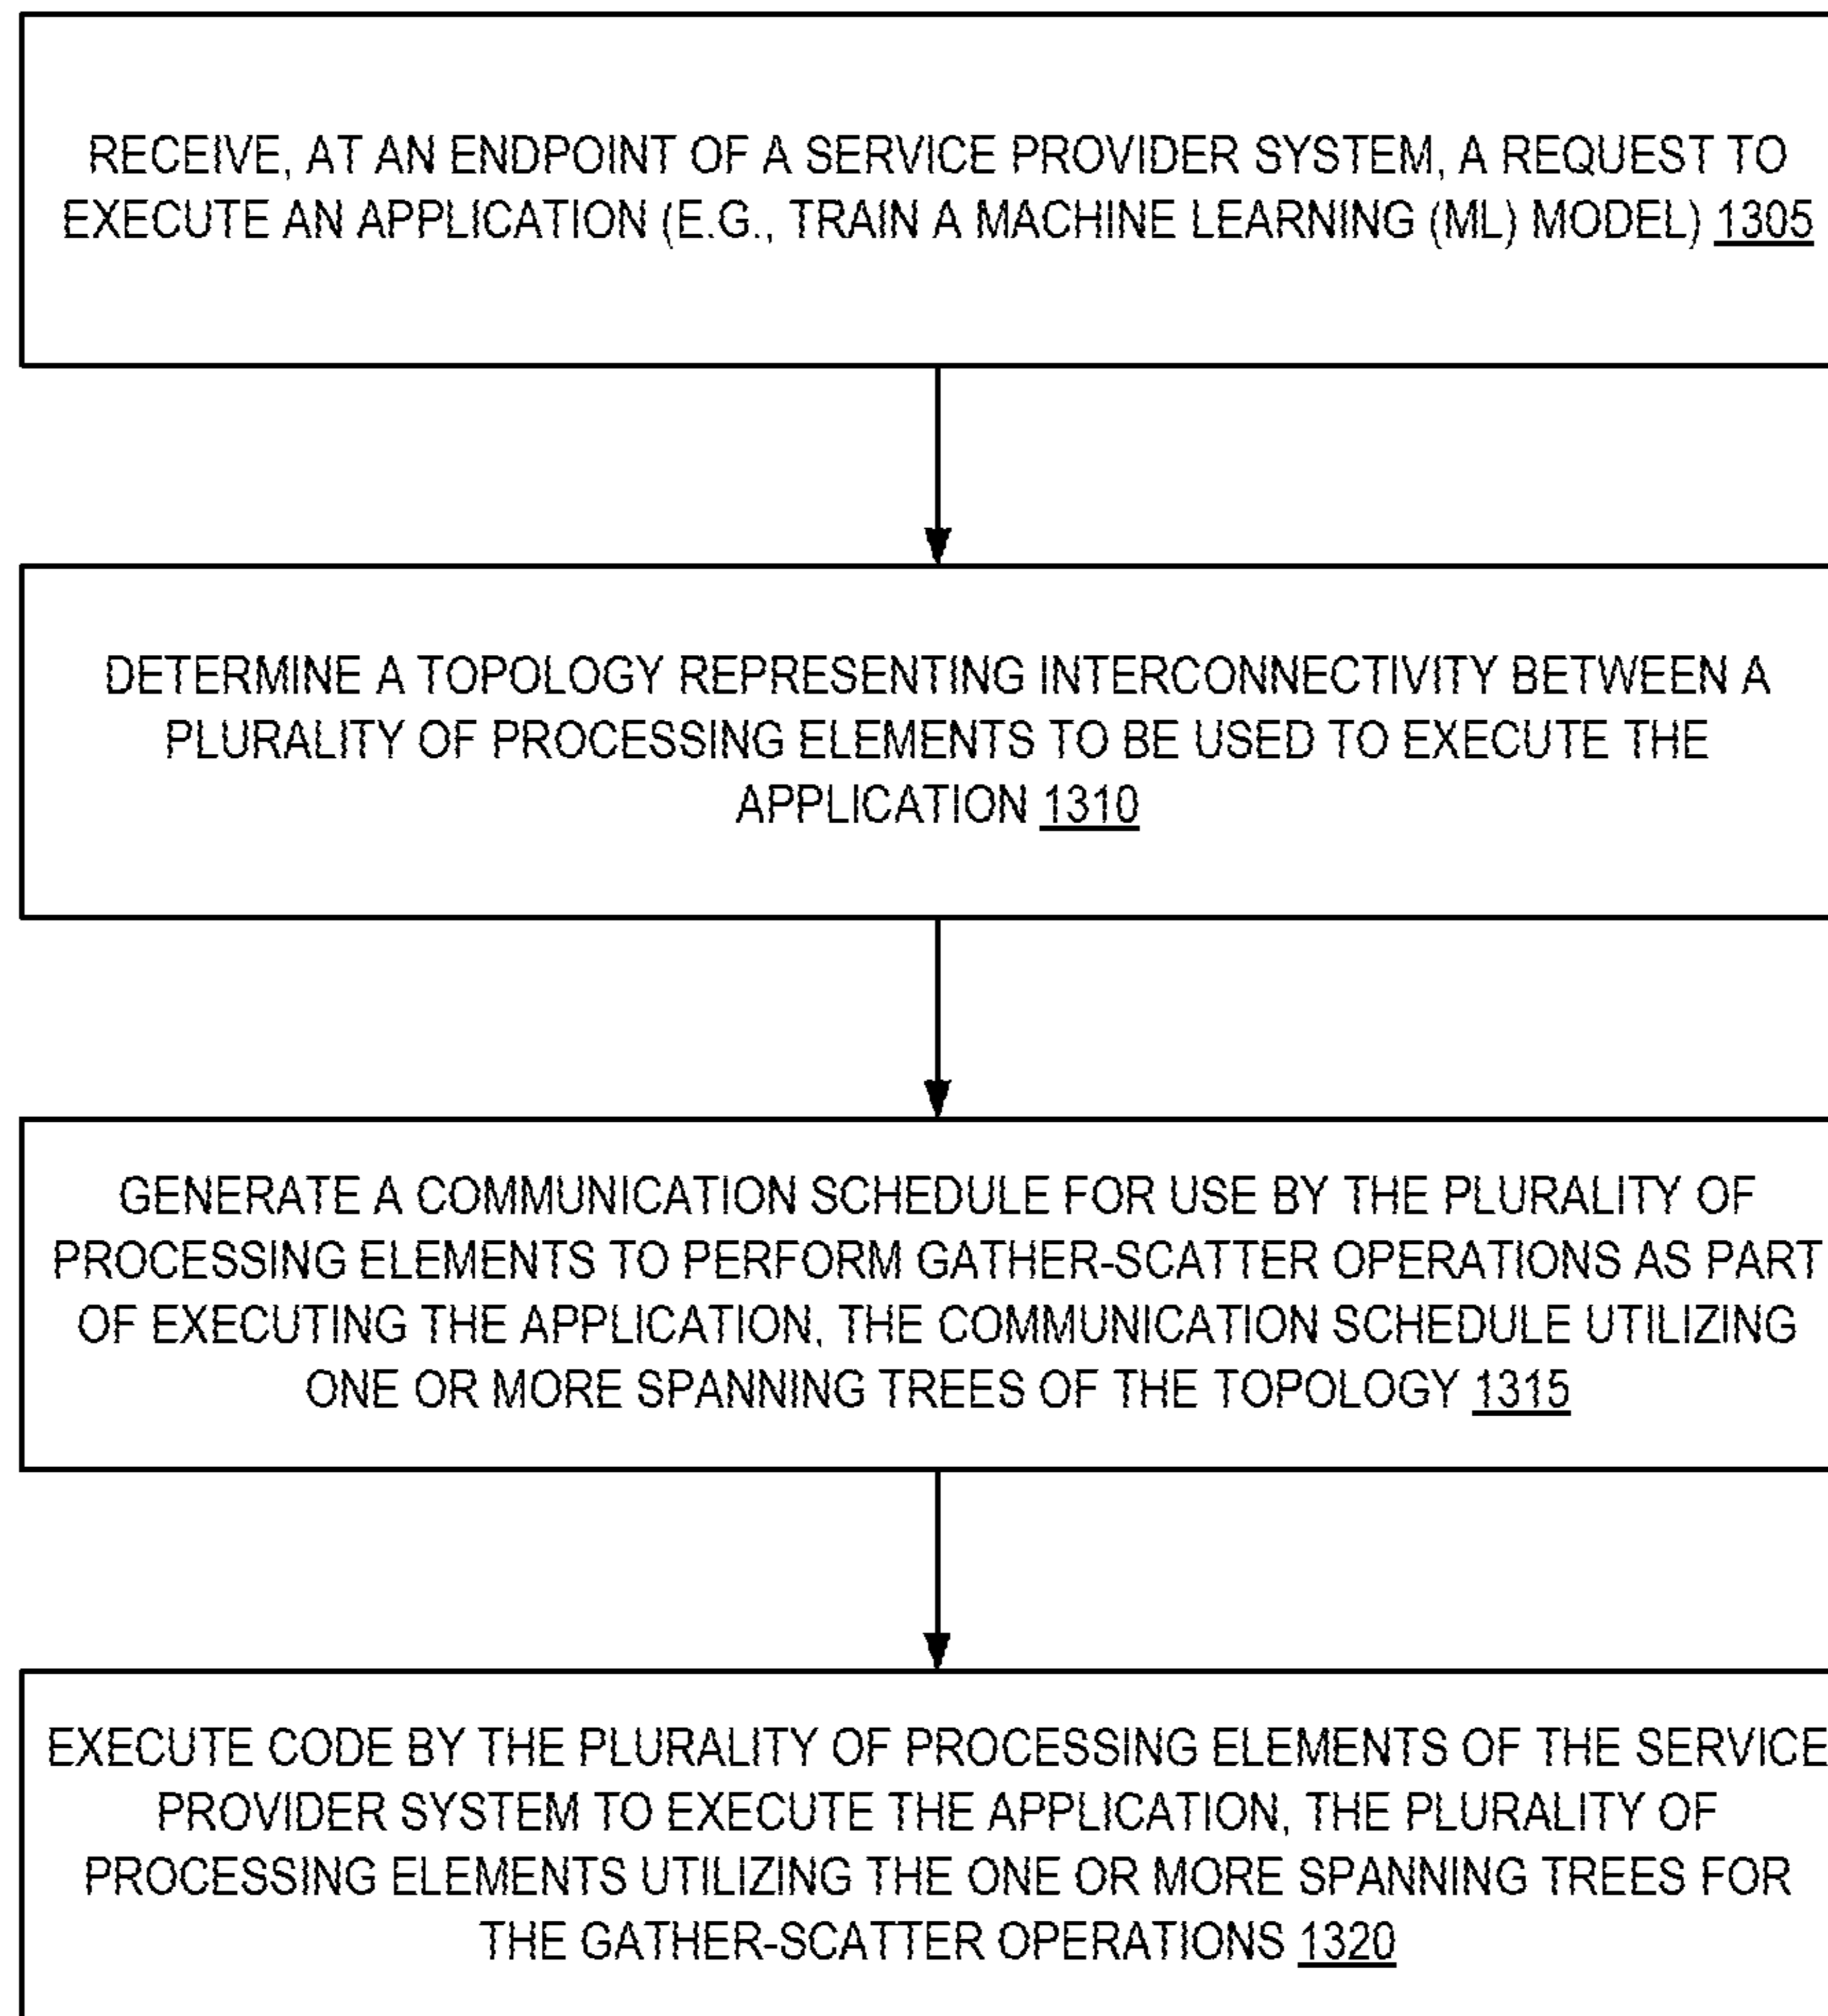 RECEIVE, AT AN ENDPOINT OF A SERVICE PROVIDER SYSTEM, A REQUEST TO
EXECUTE AN APPLICATION (E.G., TRAIN A MACHINE LEARNING (ML) MODEL) 1305
DETERMINE A TOPOLOGY REPRESENTING INTERCONNECTIVITY BETWEEN A
PLURALITY OF PROCESSING ELEMENTS TO BE USED TO EXECUTE THE
APPLICATION 1310
GENERATE A COMMUNICATION SCHEDULE FOR USE BY THE PLURALITY OF
PROCESSING ELEMENTS TO PERFORM GATHER-SCATTER OPERATIONS AS PART
OF EXECUTING THE APPLICATION, THE COMMUNICATION SCHEDULE UTILIZING
ONE OR MORE SPANNING TREES OF THE TOPOLOGY 1315
EXECUTE CODE BY THE PLURALITY OF PROCESSING ELEMENTS OF THE SERVICE
PROVIDER SYSTEM TO EXECUTE THE APPLICATION, THE PLURALITY OF
PROCESSING ELEMENTS UTILIZING THE ONE OR MORE SPANNING TREES FOR
THE GATHER-SCATTER OPERATIONS 1320